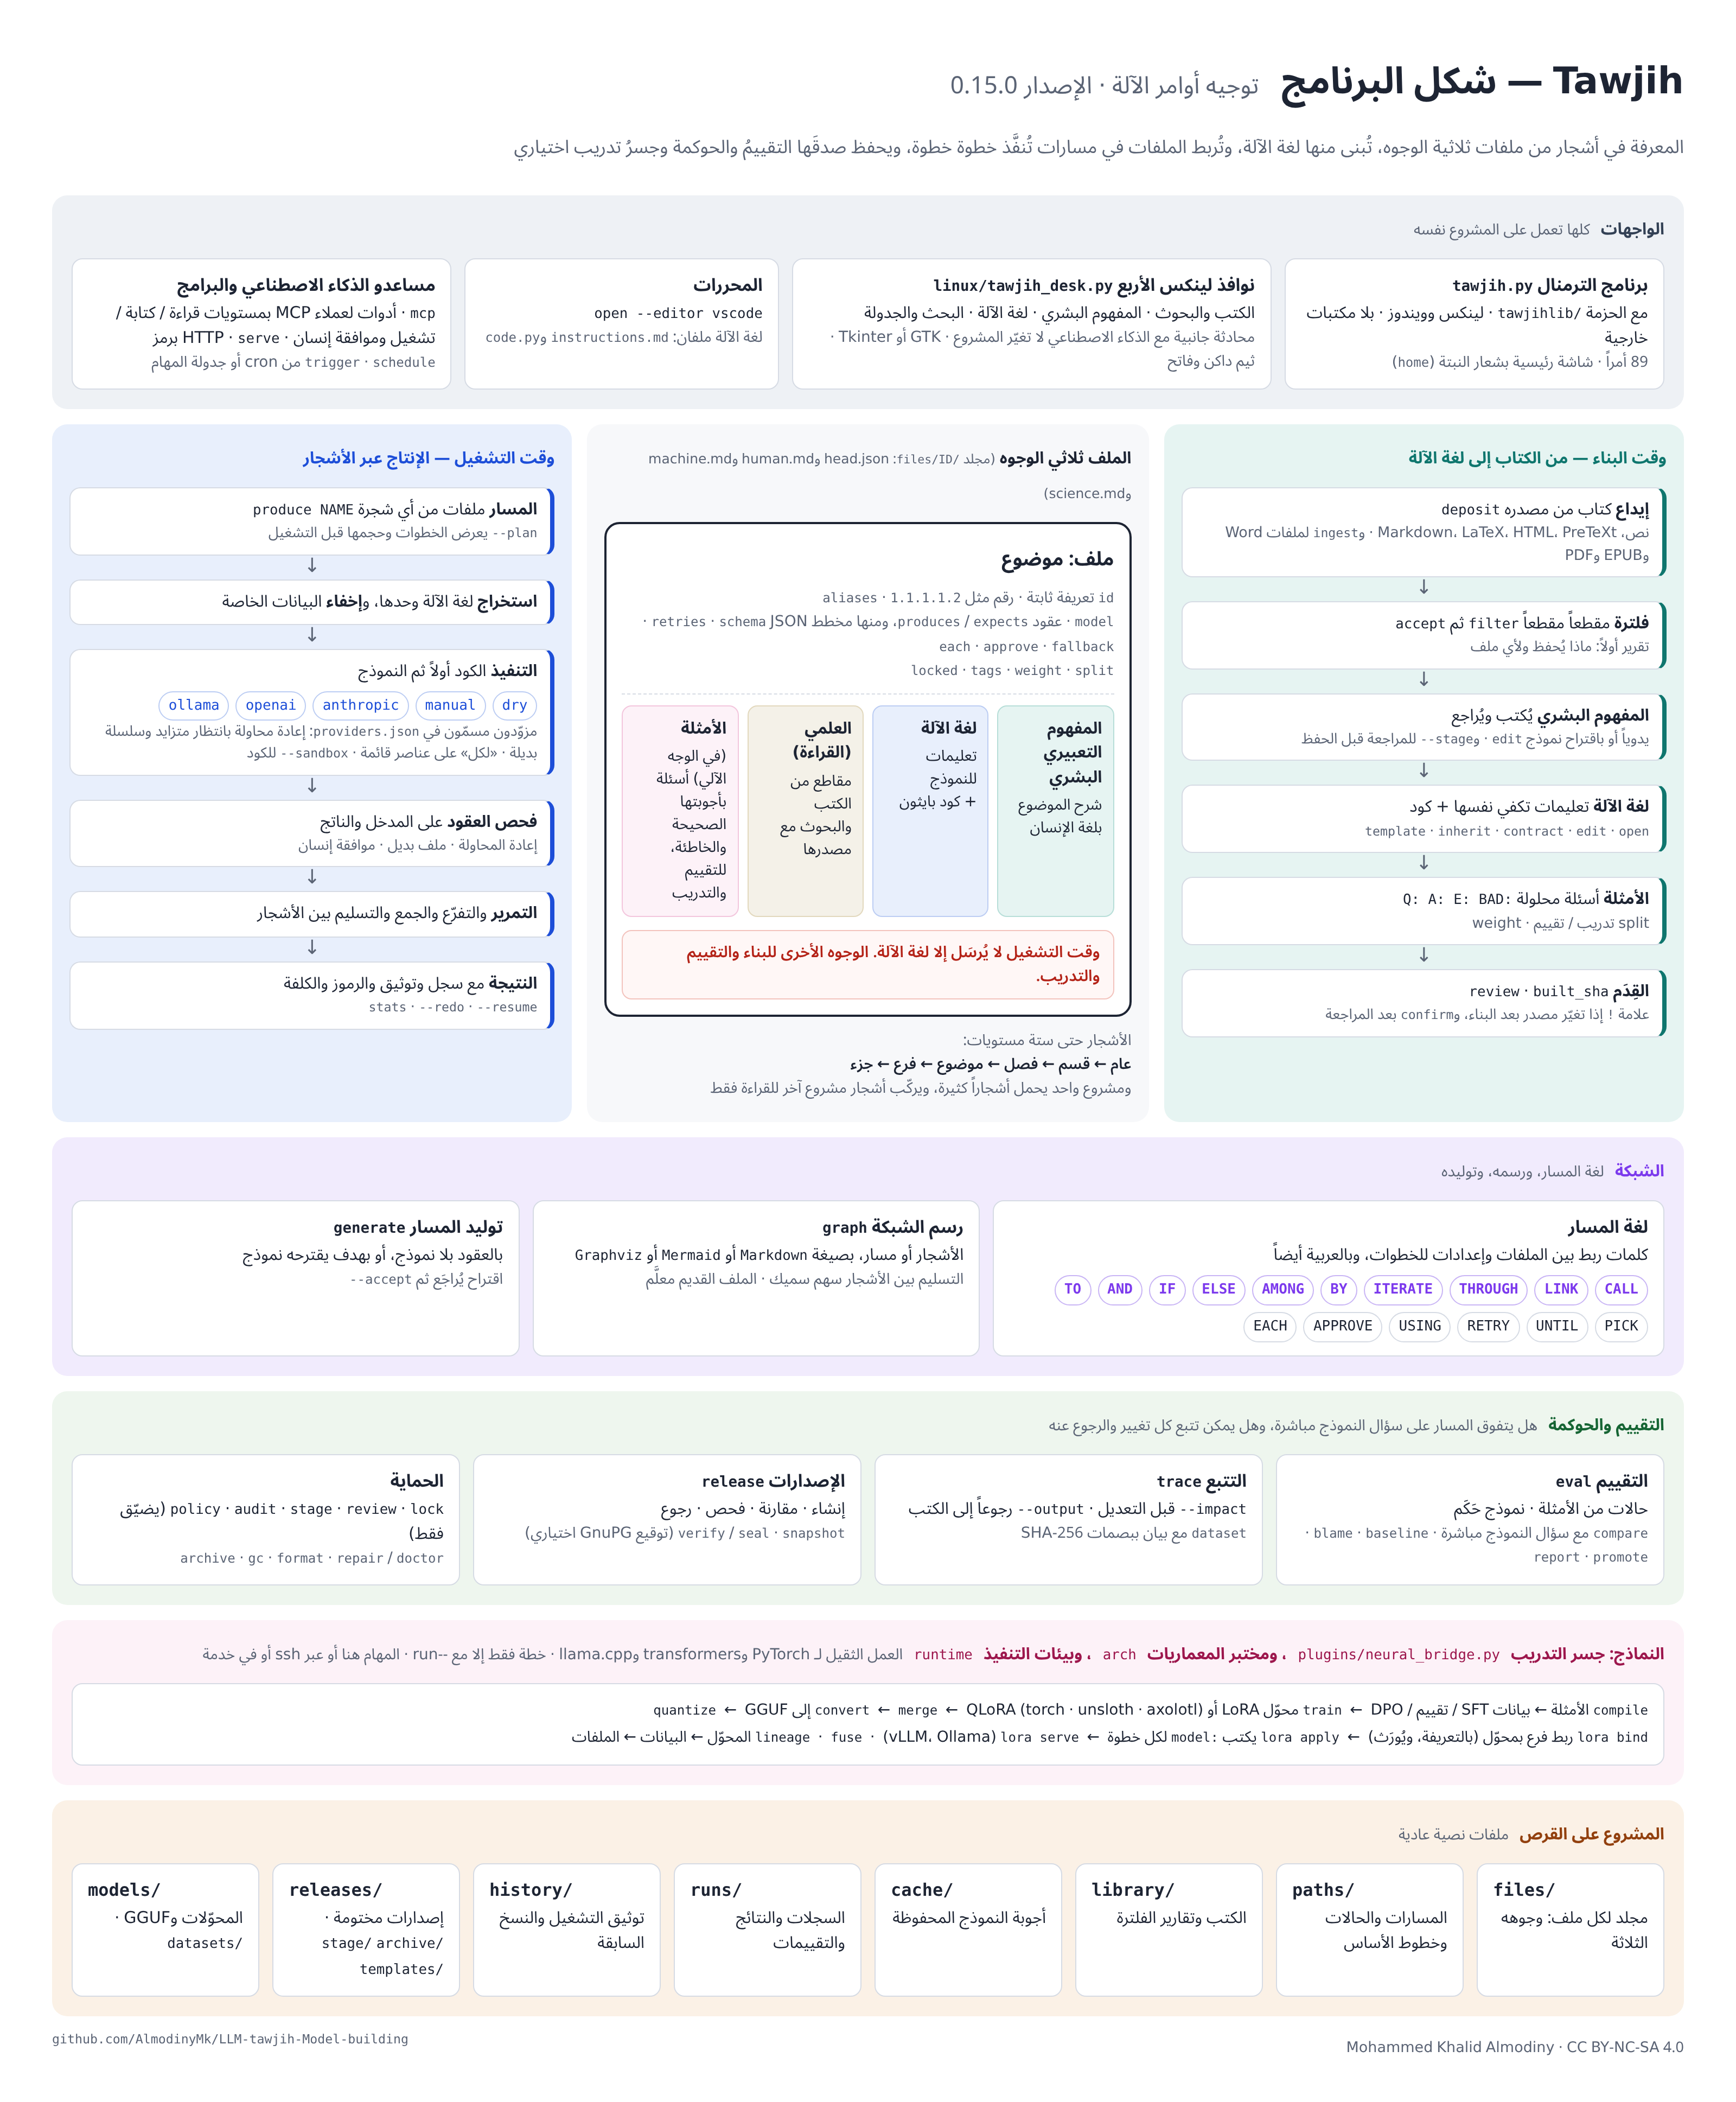 Tawjih — شكل البرنامج توجيه أوامر الآلة · الإصدار 0.15.0
المعرفة في أشجار من ملفات ثلاثية الوجوه، تُبنى منها لغة الآلة، وتُربط الملفات في مسارات تُنفَّذ خطوة خطوة، ويحفظ صدقَها التقييمُ والحوكمة وجسرُ تدريب اختياري
الواجهات كلها تعمل على المشروع نفسه
برنامج الترمنال tawjih.py
مع الحزمة tawjihlib/ · لينكس وويندوز · بلا مكتبات
خارجية
89 أمراً · شاشة رئيسية بشعار النبتة (home)
نوافذ لينكس الأربع linux/tawjih_desk.py
الكتب والبحوث · المفهوم البشري · لغة الآلة · البحث والجدولة
محادثة جانبية مع الذكاء الاصطناعي لا تغيّر المشروع · GTK أو Tkinter ·
ثيم داكن وفاتح
المحررات
open --editor vscode
لغة الآلة ملفان: instructions.md وcode.py
مساعدو الذكاء الاصطناعي والبرامج
mcp · أدوات لعملاء MCP بمستويات قراءة / كتابة /
تشغيل وموافقة إنسان · serve · HTTP برمز
trigger · schedule من cron أو جدولة المهام
وقت البناء — من الكتاب إلى لغة الآلة
إيداع كتاب من مصدره deposit
نص، Markdown، LaTeX، HTML، PreTeXt · وingest لملفات Word
وEPUB وPDF
↓
فلترة مقطعاً مقطعاً filter ثم accept
تقرير أولاً: ماذا يُحفظ ولأي ملف
↓
المفهوم البشري يُكتب ويُراجع
يدوياً أو باقتراح نموذج edit · و--stage للمراجعة قبل الحفظ
↓
لغة الآلة تعليمات تكفي نفسها + كود
template · inherit · contract · edit · open
↓
الأمثلة أسئلة محلولة Q: A: E: BAD:
split تدريب / تقييم · weight
↓
القِدَم review · built_sha
علامة ! إذا تغيّر مصدر بعد البناء، وconfirm بعد المراجعة
الملف ثلاثي الوجوه (مجلد files/ID/: head.json وhuman.md وmachine.md
وscience.md)
ملف: موضوع
id تعريفة ثابتة · رقم مثل 1.1.1.1.2 · aliases
model · عقود produces / expects، ومنها مخطط JSON schema · retries ·
each · approve · fallback
locked · tags · weight · split
المفهوم
التعبيري
البشري
شرح الموضوع
بلغة الإنسان
لغة الآلة
تعليمات
للنموذج
+ كود بايثون
العلمي
(القراءة)
مقاطع من
الكتب
والبحوث مع
مصدرها
الأمثلة
(في الوجه
الآلي) أسئلة
بأجوبتها
الصحيحة
والخاطئة،
للتقييم
والتدريب
وقت التشغيل لا يُرسَل إلا لغة الآلة. الوجوه الأخرى للبناء والتقييم
والتدريب.
الأشجار حتى ستة مستويات:
عام ← قسم ← فصل ← موضوع ← فرع ← جزء
ومشروع واحد يحمل أشجاراً كثيرة، ويركّب أشجار مشروع آخر للقراءة فقط
وقت التشغيل — الإنتاج عبر الأشجار
المسار ملفات من أي شجرة produce NAME
--plan يعرض الخطوات وحجمها قبل التشغيل
↓
استخراج لغة الآلة وحدها، وإخفاء البيانات الخاصة
↓
التنفيذ الكود أولاً ثم النموذج
dry manual anthropic openai ollama
مزوّدون مسمّون في providers.json: إعادة محاولة بانتظار متزايد وسلسلة
بديلة · «لكل» على عناصر قائمة · --sandbox للكود
↓
فحص العقود على المدخل والناتج
إعادة المحاولة · ملف بديل · موافقة إنسان
↓
التمرير والتفرّع والجمع والتسليم بين الأشجار
↓
النتيجة مع سجل وتوثيق والرموز والكلفة
stats · --redo · --resume
الشبكة لغة المسار، ورسمه، وتوليده
لغة المسار
كلمات ربط بين الملفات وإعدادات للخطوات، وبالعربية أيضاً
CALL LINK THROUGH ITERATE BY AMONG ELSE IF AND TO
PICK UNTIL RETRY USING APPROVE EACH
رسم الشبكة graph
الأشجار أو مسار، بصيغة Markdown أو Mermaid أو Graphviz
التسليم بين الأشجار سهم سميك · الملف القديم معلَّم
توليد المسار generate
بالعقود بلا نموذج، أو بهدف يقترحه نموذج
اقتراح يُراجَع ثم --accept
التقييم والحوكمة هل يتفوق المسار على سؤال النموذج مباشرة، وهل يمكن تتبع كل تغيير والرجوع عنه
التقييم eval
حالات من الأمثلة · نموذج حَكَم
compare مع سؤال النموذج مباشرة · blame · baseline ·
report · promote
التتبع trace
--impact قبل التعديل · --output رجوعاً إلى الكتب
dataset مع بيان ببصمات SHA-256
الإصدارات release
إنشاء · مقارنة · فحص · رجوع
verify / seal · snapshot (توقيع GnuPG اختياري)
الحماية
policy · audit · stage · review · lock (يضيّق
فقط)
archive · gc · format · repair / doctor
النماذج: جسر التدريب plugins/neural_bridge.py ، ومختبر المعماريات arch ، وبيئات التنفيذ runtime العمل الثقيل لـ PyTorch وtransformers وllama.cpp · خطة فقط إلا مع --run · المهام هنا أو عبر ssh أو في خدمة
compile الأمثلة ← بيانات SFT / تقييم / DPO ← train محوّل LoRA أو QLoRA (torch · unsloth · axolotl) ← merge ← convert إلى GGUF ← quantize
lora bind ربط فرع بمحوّل (بالتعريفة، ويُورَث) ← lora apply يكتب model: لكل خطوة ← lora serve (vLLM، Ollama) · fuse · lineage المحوّل ← البيانات ← الملفات
المشروع على القرص ملفات نصية عادية
files/
مجلد لكل ملف: وجوهه
الثلاثة
paths/
المسارات والحالات
وخطوط الأساس
library/
الكتب وتقارير الفلترة
cache/
أجوبة النموذج المحفوظة
runs/
السجلات والنتائج
والتقييمات
history/
توثيق التشغيل والنسخ
السابقة
releases/
إصدارات مختومة ·
stage/ archive/
templates/
models/
المحوّلات وGGUF ·
datasets/
Mohammed Khalid Almodiny · CC BY-NC-SA 4.0
github.com/AlmodinyMk/LLM-tawjih-Model-building